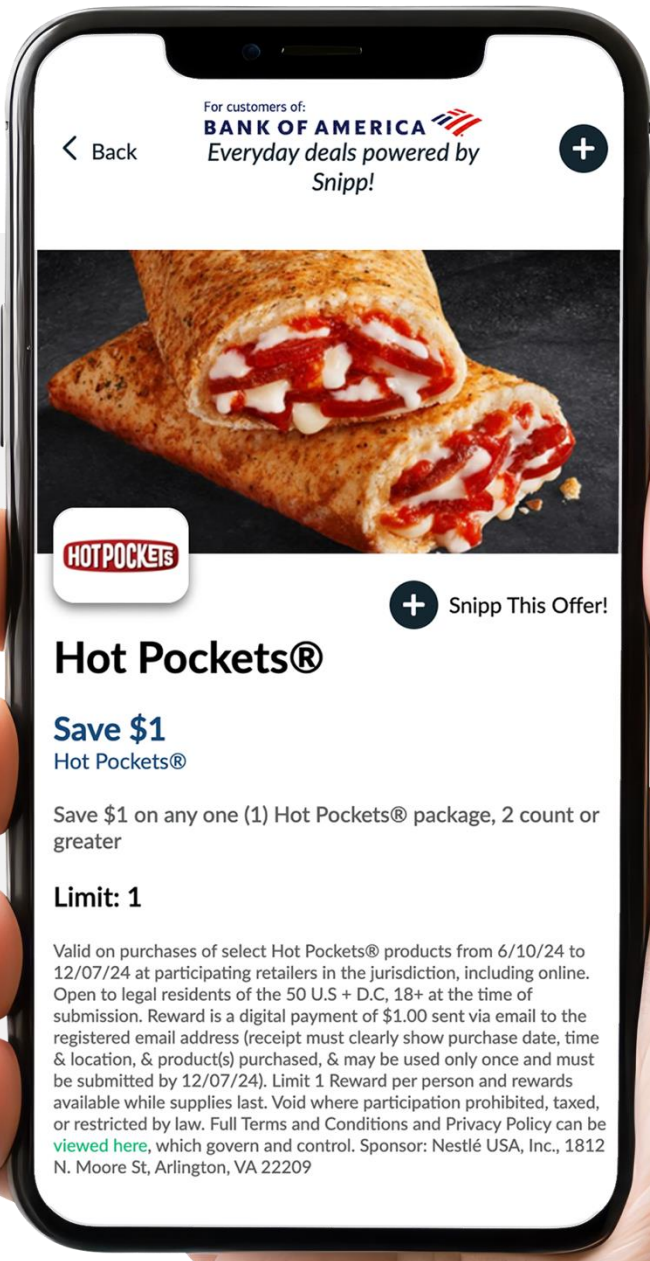 For customers of:
BANK OF AMERICA
Back
Everyday deals powered by
Snipp!
HOT POCKETS
Snipp This Offer!
Hot Pockets®
Save $1
Hot Pockets®
Save $1 on any one (1) Hot Pockets® package, 2 count or
greater
Limit: 1
Valid on purchases of select Hot Pockets® products from 6/10/24 to
12/07/24 at participating retailers in the jurisdiction, including online.
Open to legal residents of the 50 U.S + D.C, 18+ at the time of
submission. Reward is a digital payment of $1.00 sent via email to the
registered email address (receipt must clearly show purchase date, time
& location, & product(s) purchased, & may be used only once and must
be submitted by 12/07/24). Limit 1 Reward per person and rewards
available while supplies last. Void where participation prohibited, taxed,
or restricted by law. Full Terms and Conditions and Privacy Policy can be
viewed here, which govern and control. Sponsor: Nestlé USA, Inc., 1812
N. Moore St, Arlington, VA 22209